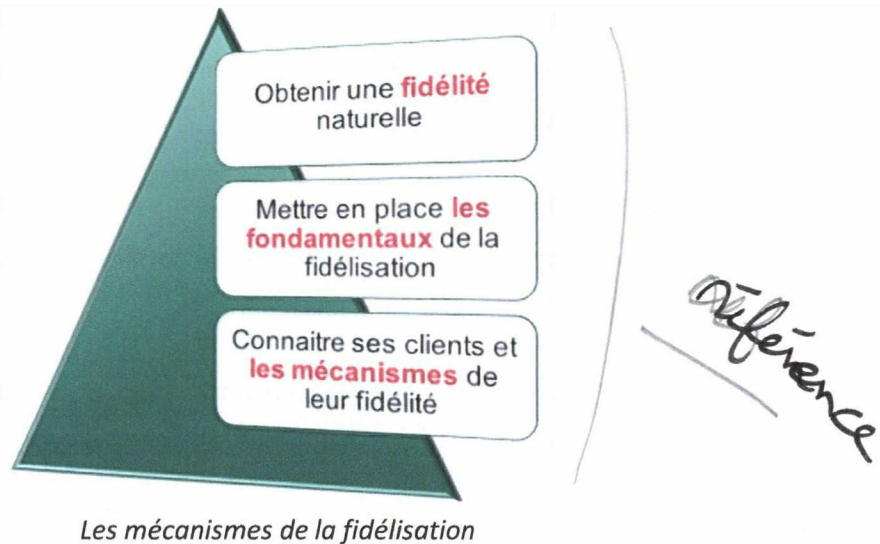 Obtenir une fidélité
naturelle
Mettre en place les
fondamentaux de la
fidélisation
Connaitre ses clients et
les mécanismes de
leur fidélité
référence
Les mécanismes de la fidélisation